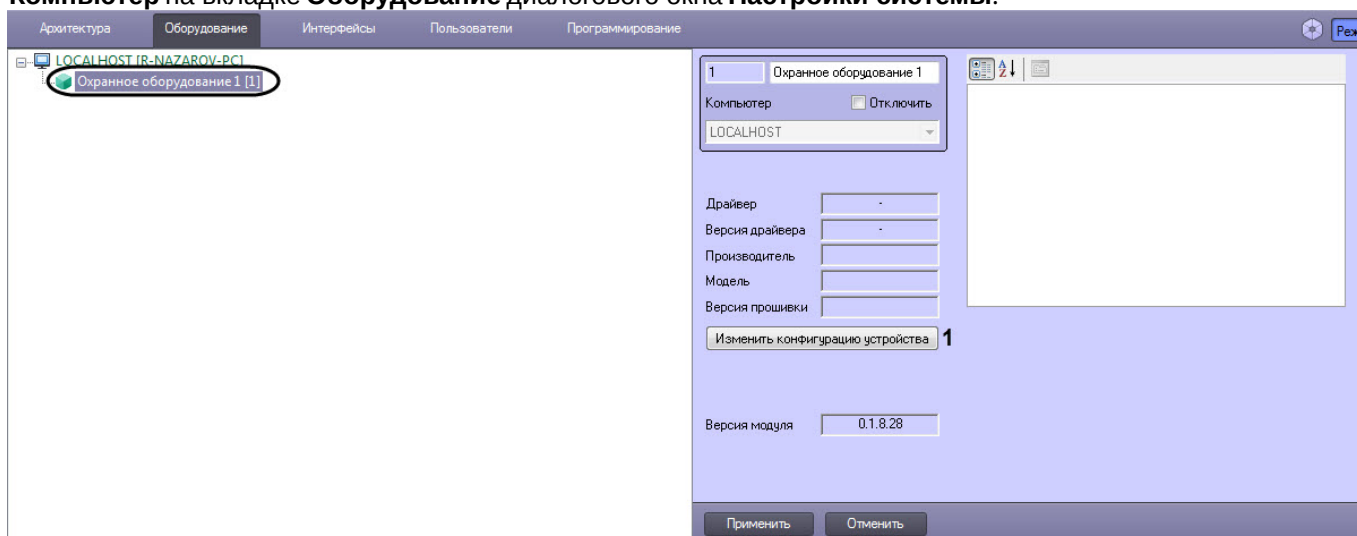 Компьютер на вкладке Оборудование диалогового окна Настройки системы.
Архитектура Оборудование Интерфейсы Пользователи Программирование Реж
LOCALHOST [R-NAZAROV-PC]
Охранное оборудование 1 [1]
1 Охранное оборудование 1
Компьютер Отключить
LOCALHOST
Драйвер -
Версия драйвера -
Производитель
Модель
Версия прошивки
Изменить конфигурацию устройства 1
Версия модуля 0.1.8.28
Применить Отменить